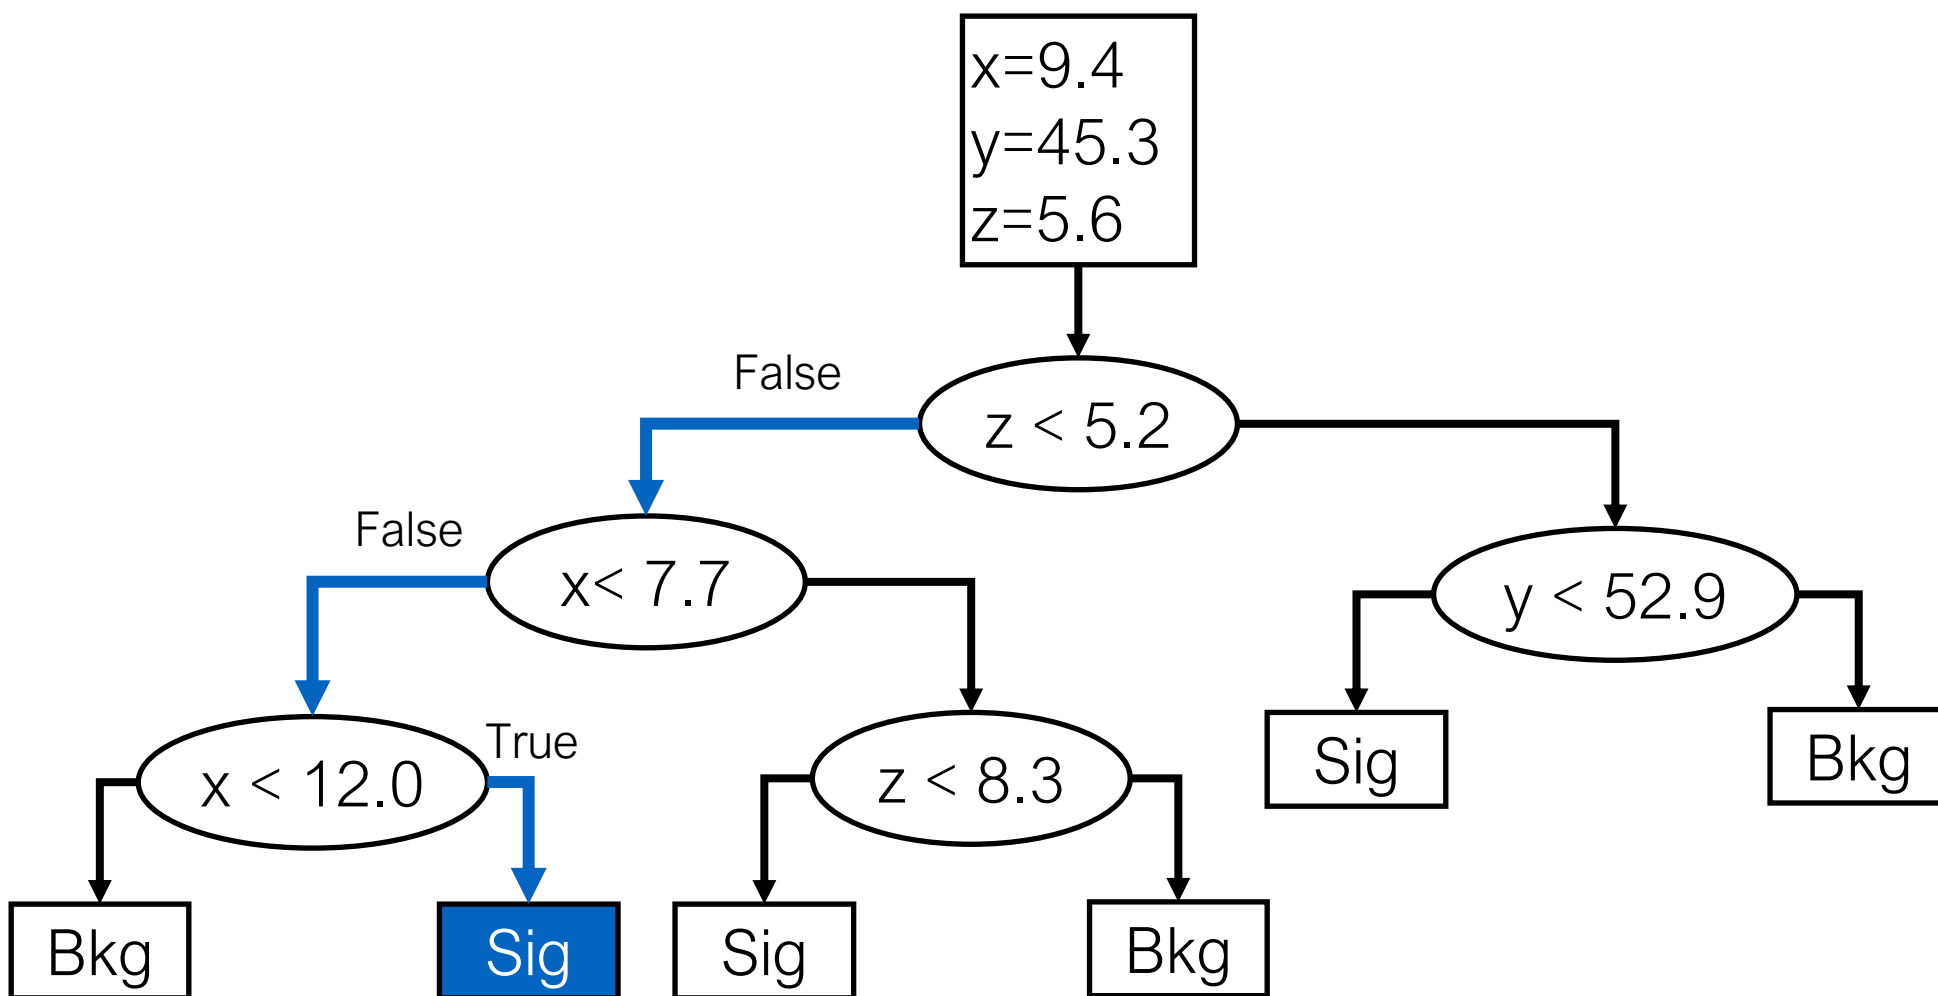 x=9.4
y=45.3
z=5.6
False
z < 5.2
False
x< 7.7
y < 52.9
True
x < 12.0
z < 8.3
Sig
Bkg
Bkg
Sig
Sig
Bkg